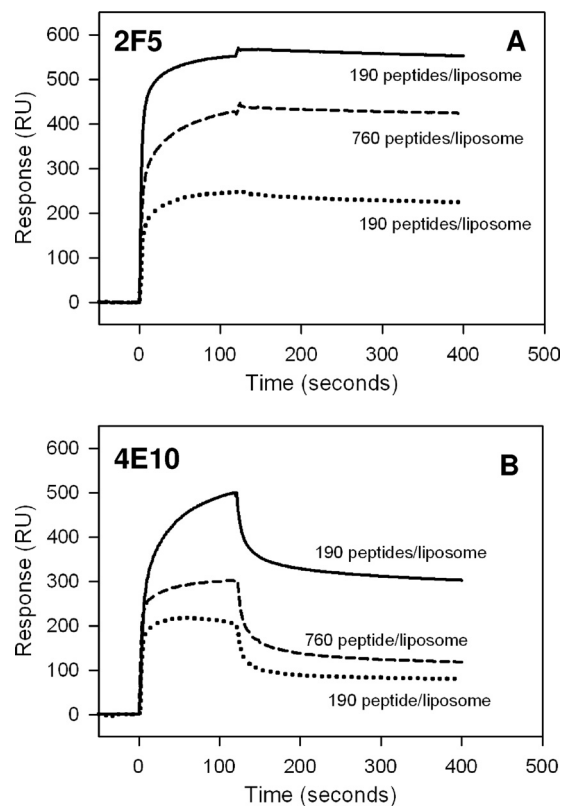 2F5
A
600
500
400
300
200
100
0
Response (RU)
190 peptides/liposome
760 peptides/liposome
190 peptides/liposome
0 100 200 300 400 500
Time (seconds)
4E10
B
600
500
400
300
200
100
0
Response (RU)
190 peptides/liposome
760 peptide/liposome
190 peptide/liposome
0 100 200 300 400 500
Time (seconds)